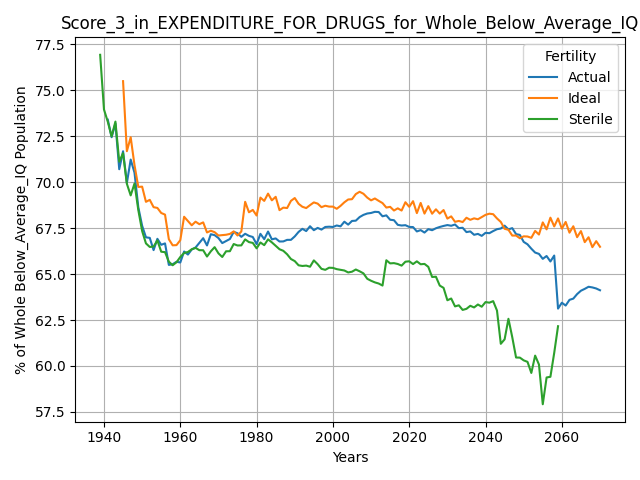 Score_3_in_EXPENDITURE_FOR_DRUGS_for_Whole_Below_Average_IQ
% of Whole Below_Average_IQ Population
77.5
75.0
72.5
70.0
67.5
65.0
62.5
60.0
57.5
Fertility
Actual
Ideal
Sterile
1940 1960 1980 2000 2020 2040 2060
Years